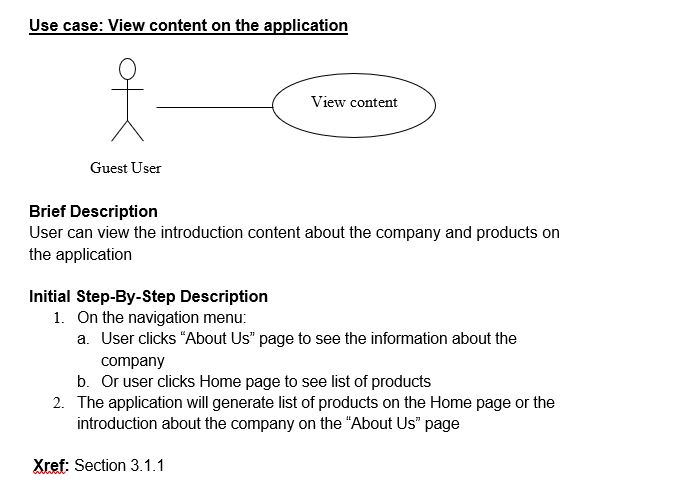 Use case: View content on the application
View content
Guest User
Brief Description
User can view the introduction content about the company and products on
the application
Initial Step-By-Step Description
1. On the navigation menu:
a. User clicks “About Us” page to see the information about the
company
b. Or user clicks Home page to see list of products
2. The application will generate list of products on the Home page or the
introduction about the company on the “About Us” page
Xref: Section 3.1.1